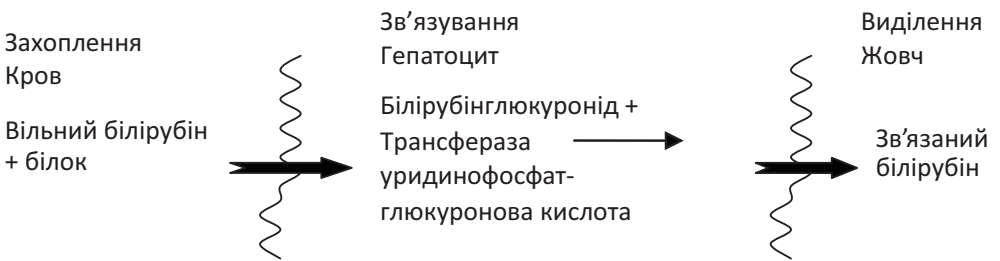 Захоплення
Кров
Вільний білірубін
+ білок
Зв’язування
Гепатоцит
Білірубінглюкуронід +
Трансфераза
уридинофосфат-
глюкуронова кислота
Виділення
Жовч
Зв’язаний
білірубін